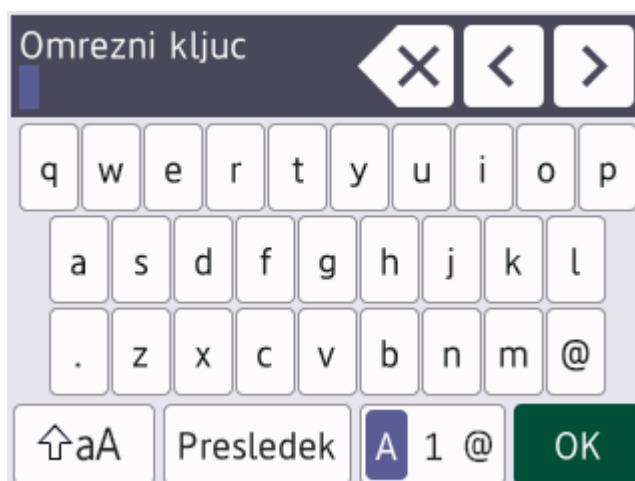 Omrezni kljuc
q w e r t y u i o p
a s d f g h j k l
. z x c v b n m @
aA Presledek A 1 @ OK